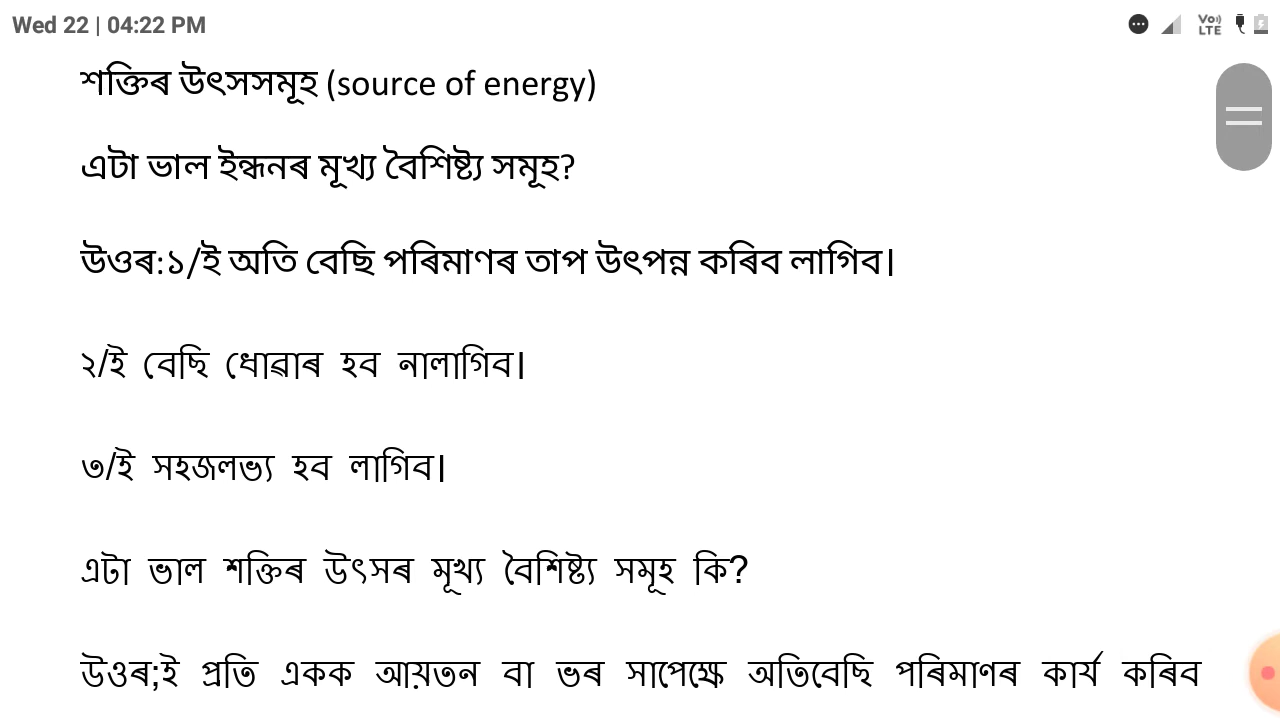 Wed 22 | 04:22 PM
Vo)) LTE
শক্তিৰ উৎসসমূহ (source of energy)
এটা ভাল ইন্ধনৰ মূখ্য বৈশিষ্ট্য সমূহ?
উওৰ:১/ই অতি বেছি পৰিমাণৰ তাপ উৎপন্ন কৰিব লাগিব।
২/ই বেছি ধোৱাৰ হব নালাগিব।
৩/ই সহজলভ্য হব লাগিব।
এটা ভাল শক্তিৰ উৎসৰ মূখ্য বৈশিষ্ট্য সমূহ কি?
উওৰ;ই প্ৰতি একক আয়তন বা ভৰ সাপেক্ষে অতিবেছি পৰিমাণৰ কাৰ্য কৰিব